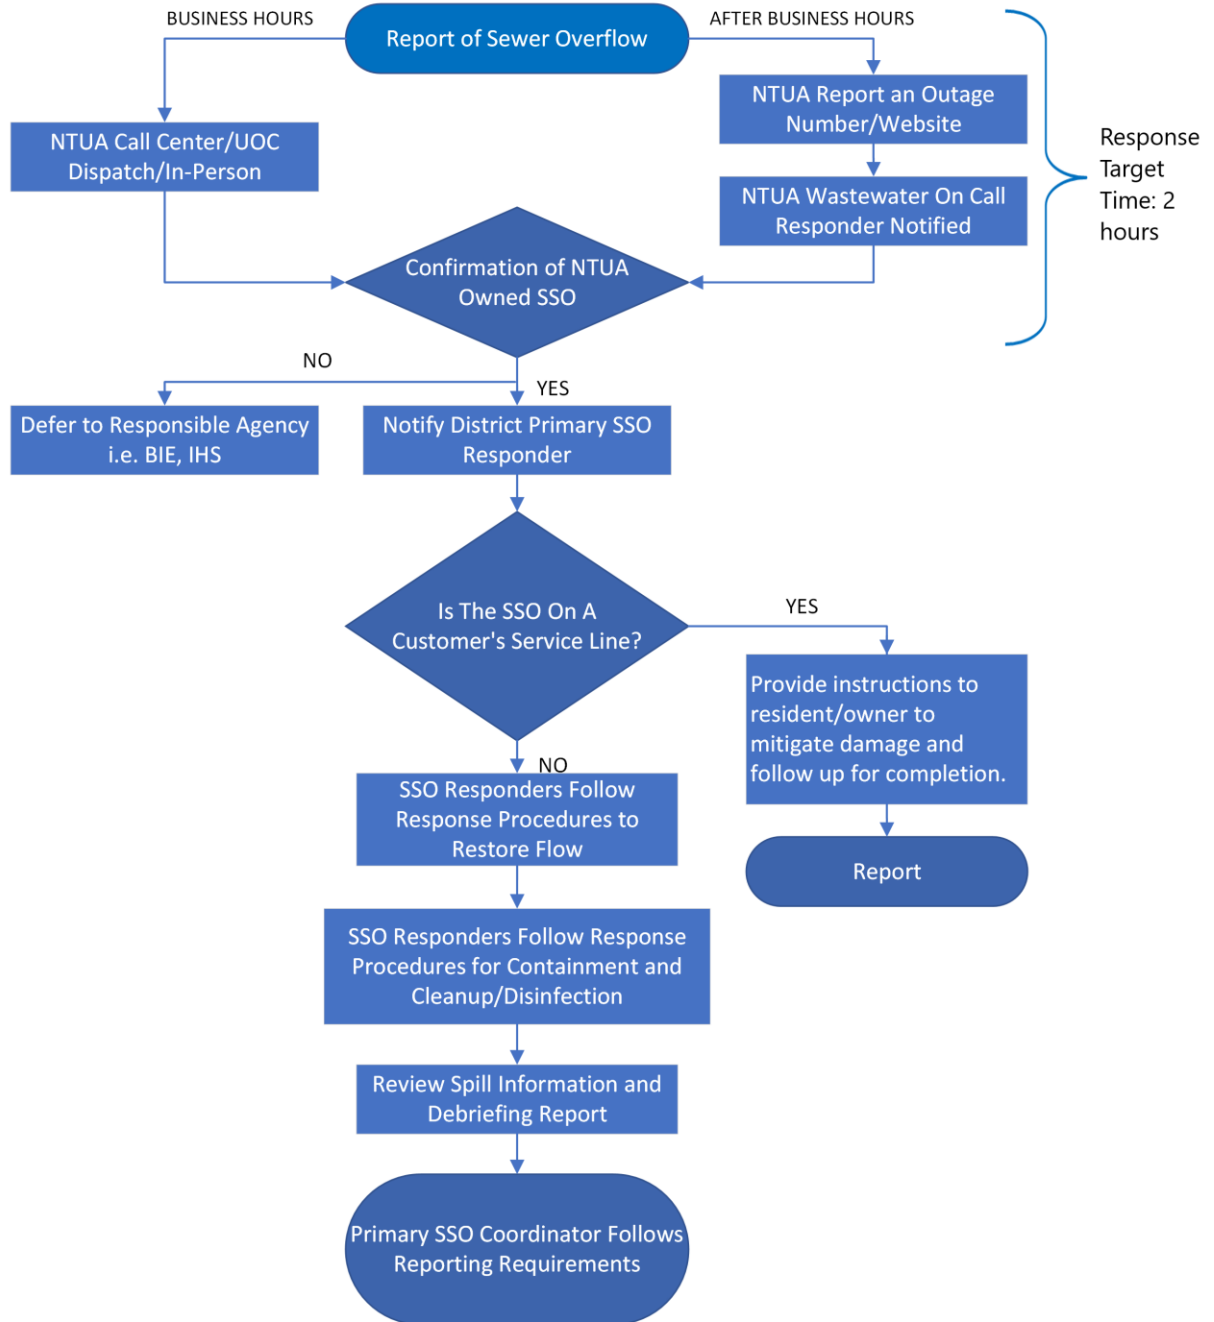 BUSINESS HOURS
Report of Sewer Overflow
AFTER BUSINESS HOURS
NTUA Call Center/UOC
Dispatch/In-Person
NTUA Report an Outage
Number/Website
NTUA Wastewater On Call
Responder Notified
Response
Target
Time: 2
hours
Confirmation of NTUA
Owned SSO
NO
YES
Defer to Responsible Agency
i.e. BIE, IHS
Notify District Primary SSO
Responder
Is The SSO On A
Customer's Service Line?
YES
Provide instructions to
resident/owner to
mitigate damage and
follow up for completion.
Report
NO
SSO Responders Follow
Response Procedures to
Restore Flow
SSO Responders Follow Response
Procedures for Containment and
Cleanup/Disinfection
Review Spill Information and
Debriefing Report
Primary SSO Coordinator Follows
Reporting Requirements